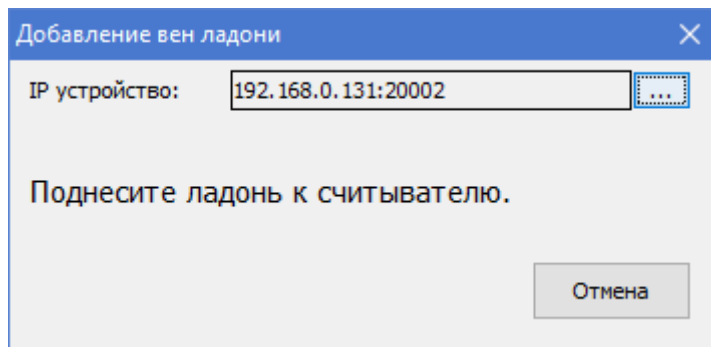 Добавление вен ладони
IP устройство: 192.168.0.131:20002 ...
Поднесите ладонь к считывателю.
Отмена